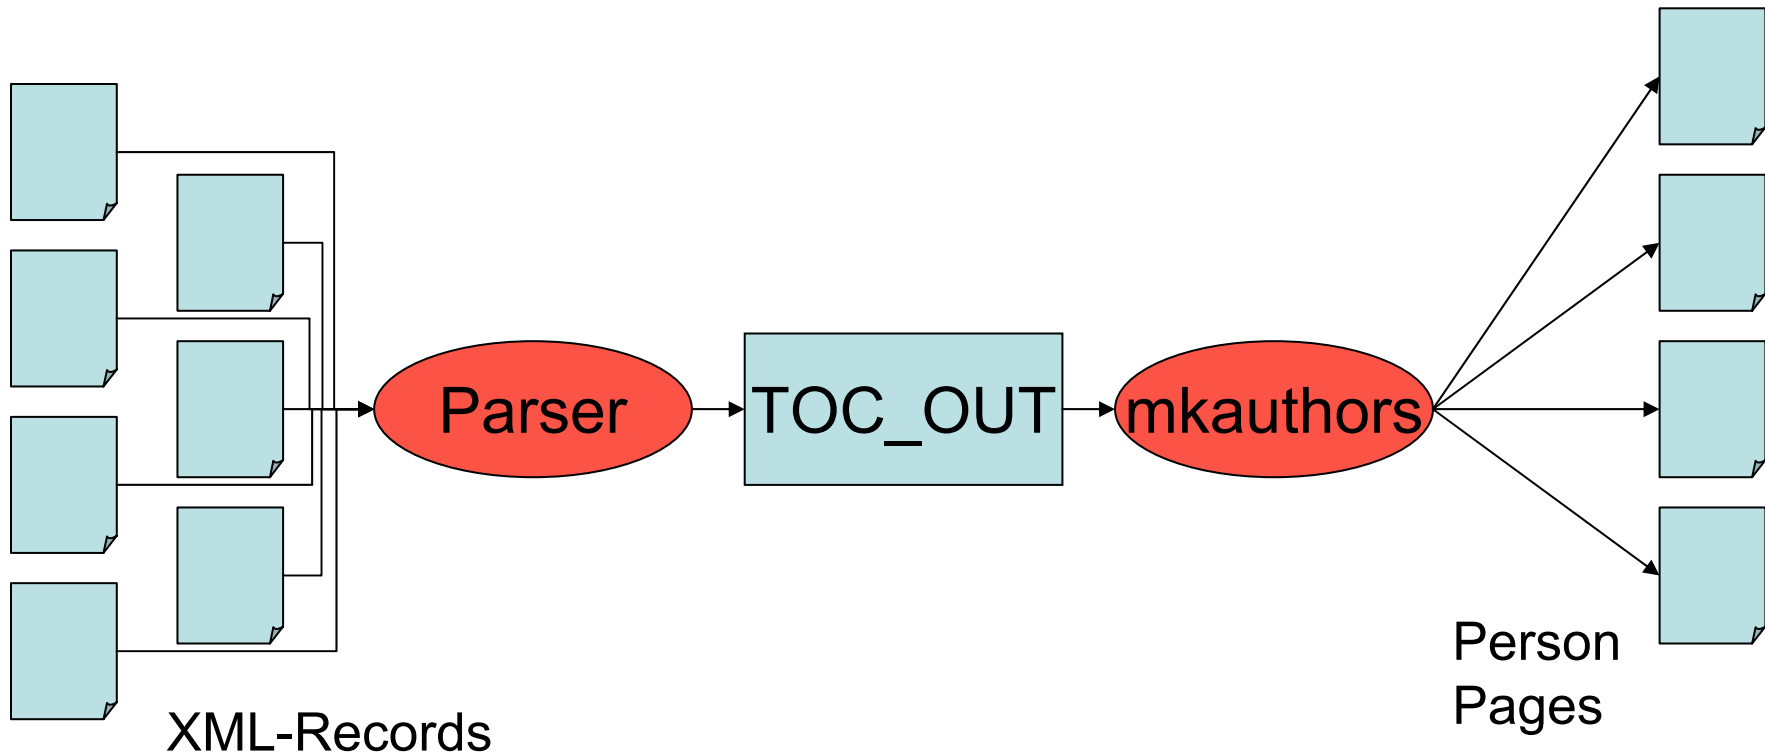 Parser
TOC_OUT
mkauthors
Person
Pages
XML-Records